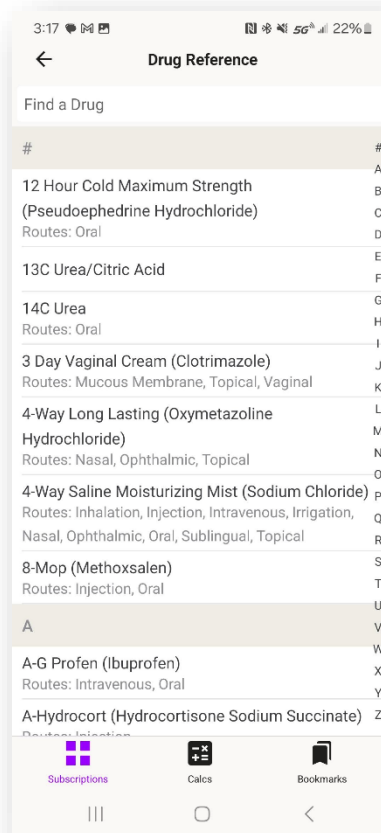 3:17 5G 22%
Drug Reference
Find a Drug
#
12 Hour Cold Maximum Strength
(Pseudoephedrine Hydrochloride)
Routes: Oral
13C Urea/Citric Acid
14C Urea
Routes: Oral
3 Day Vaginal Cream (Clotrimazole)
Routes: Mucous Membrane, Topical, Vaginal
4-Way Long Lasting (Oxymetazoline
Hydrochloride)
Routes: Nasal, Ophthalmic, Topical
4-Way Saline Moisturizing Mist (Sodium Chloride)
Routes: Inhalation, Injection, Intravenous, Irrigation,
Nasal, Ophthalmic, Oral, Sublingual, Topical
8-Mop (Methoxsalen)
Routes: Injection, Oral
A
A-G Profen (Ibuprofen)
Routes: Intravenous, Oral
A-Hydrocort (Hydrocortisone Sodium Succinate)
Routes: Injection
#
A
B
C
D
E
F
G
H
I
J
K
L
M
N
O
P
Q
R
S
T
U
V
W
X
Y
Z
Subscriptions
Calcs
Bookmarks